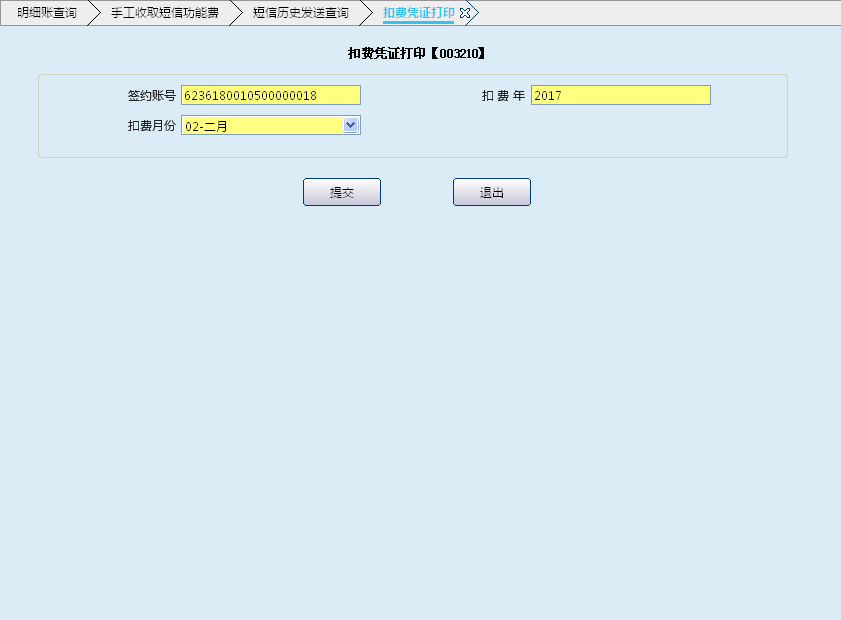 明细账查询 手工收取短信功能费 短信历史发送查询 扣费凭证打印
扣费凭证打印【003210】
签约账号 6236180010500000018 扣 费 年 2017
扣费月份 02-二月
提交 退出